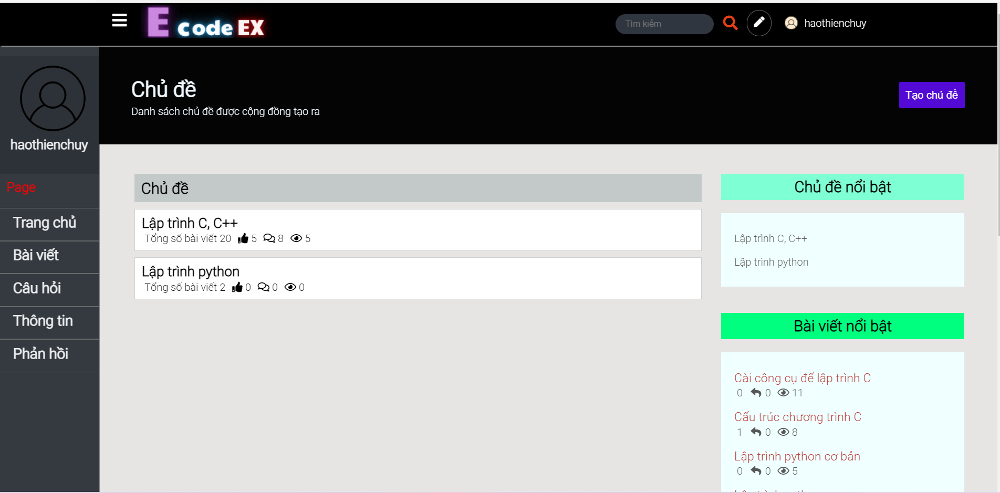 E code EX
Tìm kiếm
haothienchuy
haothienchuy
Page
Trang chủ
Bài viết
Câu hỏi
Thông tin
Phản hồi
Chủ đề
Danh sách chủ đề được cộng đồng tạo ra
Tạo chủ đề
Chủ đề
Lập trình C, C++
Tổng số bài viết 20 5 8 5
Lập trình python
Tổng số bài viết 2 0 0 0
Chủ đề nổi bật
Lập trình C, C++
Lập trình python
Bài viết nổi bật
Cài công cụ để lập trình C
0 0 11
Cấu trúc chương trình C
1 0 8
Lập trình python cơ bản
0 0 5